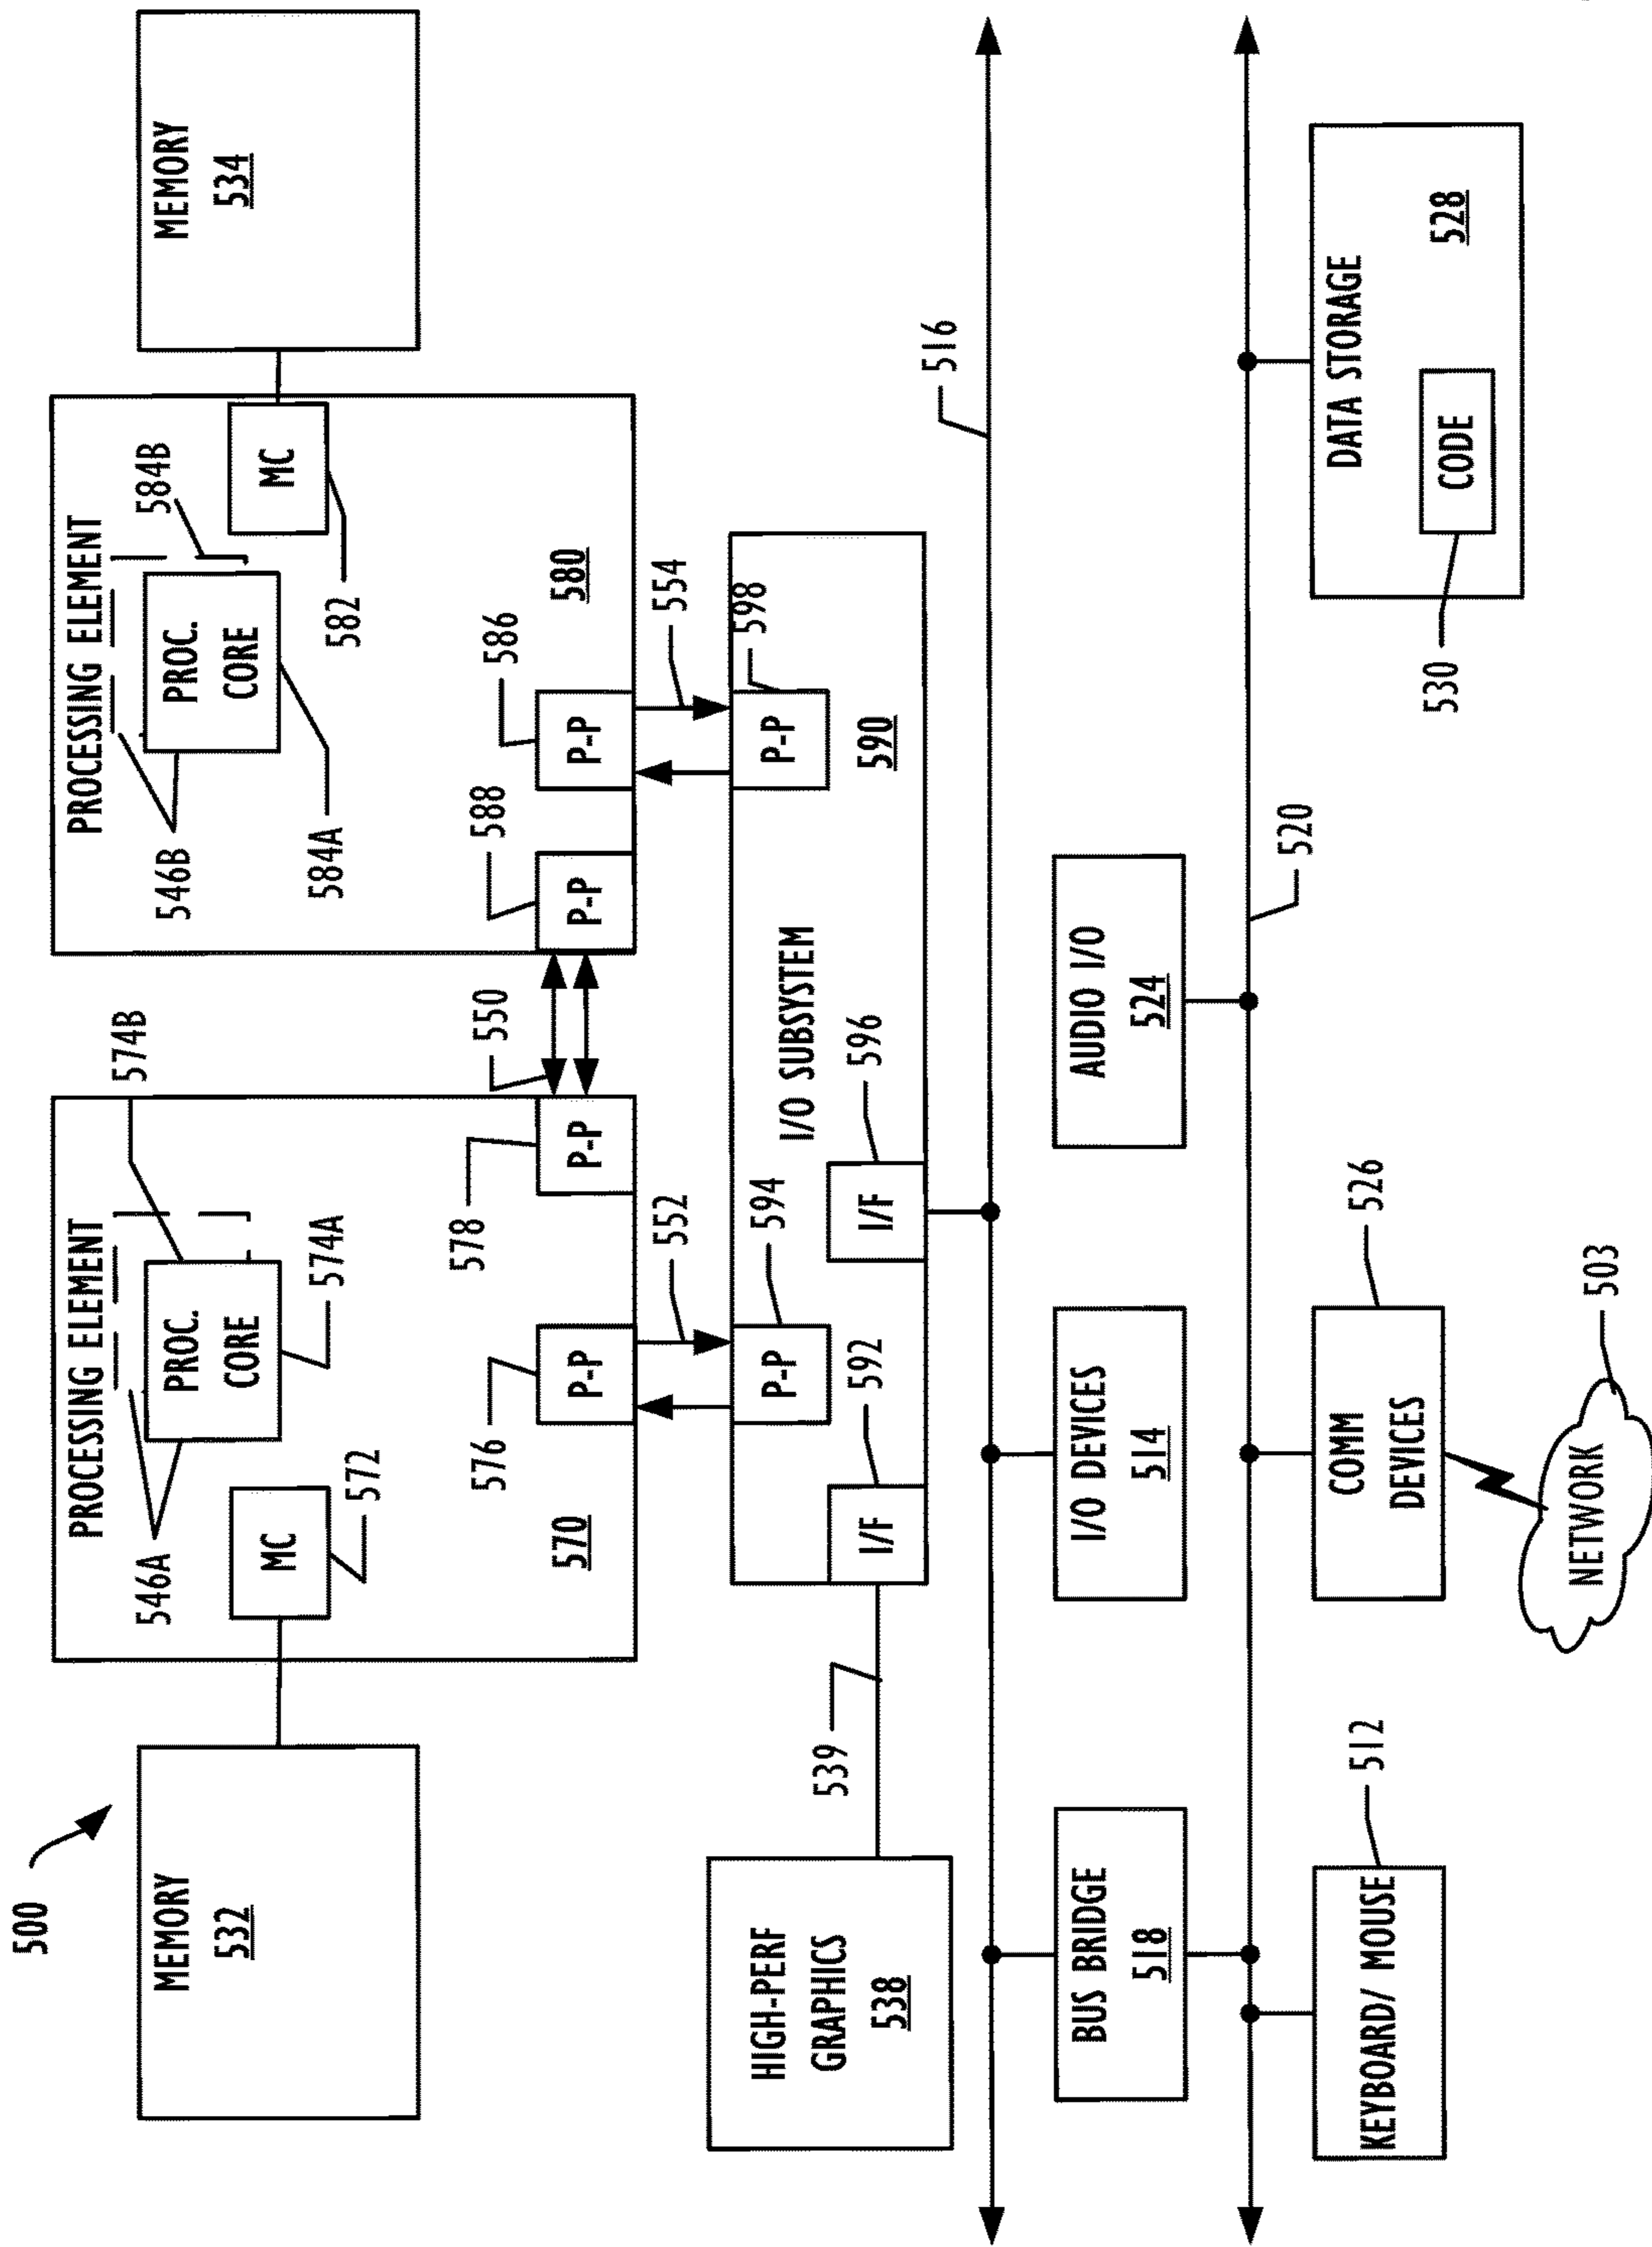 500
MEMORY
532
PROCESSING ELEMENT
546A
PROC.
CORE
574B
574A
MC
572
570
576
P-P
578
P-P
550
PROCESSING ELEMENT
546B
PROC.
CORE
584B
584A
MC
582
580
588
P-P
586
P-P
MEMORY
534
552
554
HIGH-PERF
GRAPHICS
538
539
I/O SUBSYSTEM
590
P-P
594
P-P
598
I/F
592
I/F
596
516
BUS BRIDGE
518
I/O DEVICES
514
AUDIO I/O
524
520
KEYBOARD/ MOUSE
512
COMM
DEVICES
526
NETWORK
503
DATA STORAGE
528
CODE
530